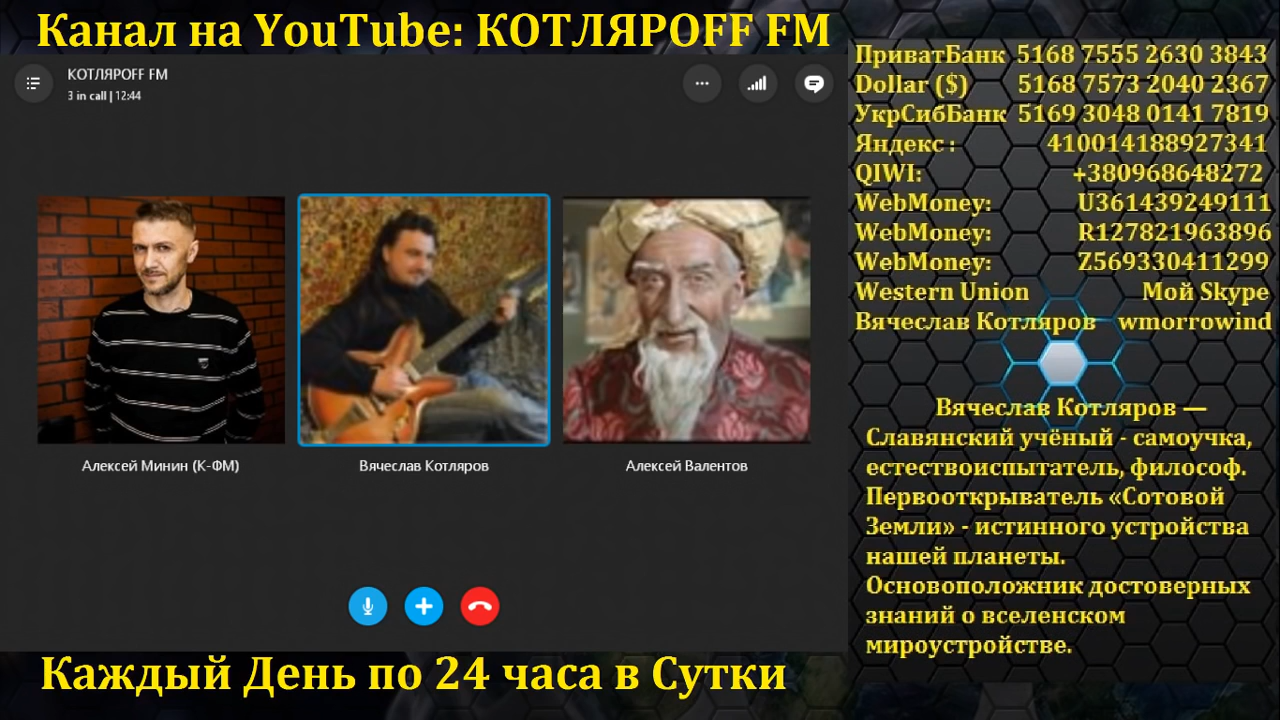 Канал на YouTube: КОТЛЯРОFF FM
КОТЛЯРОFF FM
3 in call | 12:44
Алексей Минин (К-ФМ)
Вячеслав Котляров
Алексей Валентов
Каждый День по 24 часа в Сутки
ПриватБанк 5168 7555 2630 3843
Dollar ($) 5168 7573 2040 2367
УкрСибБанк 5169 3048 0141 7819
Яндекс : 410014188927341
QIWI: +380968648272
WebMoney: U361439249111
WebMoney: R127821963896
WebMoney: Z569330411299
Western Union Мой Skype
Вячеслав Котляров wmorrowind
Вячеслав Котляров —
Славянский учёный - самоучка,
естествоиспытатель, философ.
Первооткрыватель «Сотовой
Земли» - истинного устройства
нашей планеты.
Основоположник достоверных
знаний о вселенском
мироустройстве.